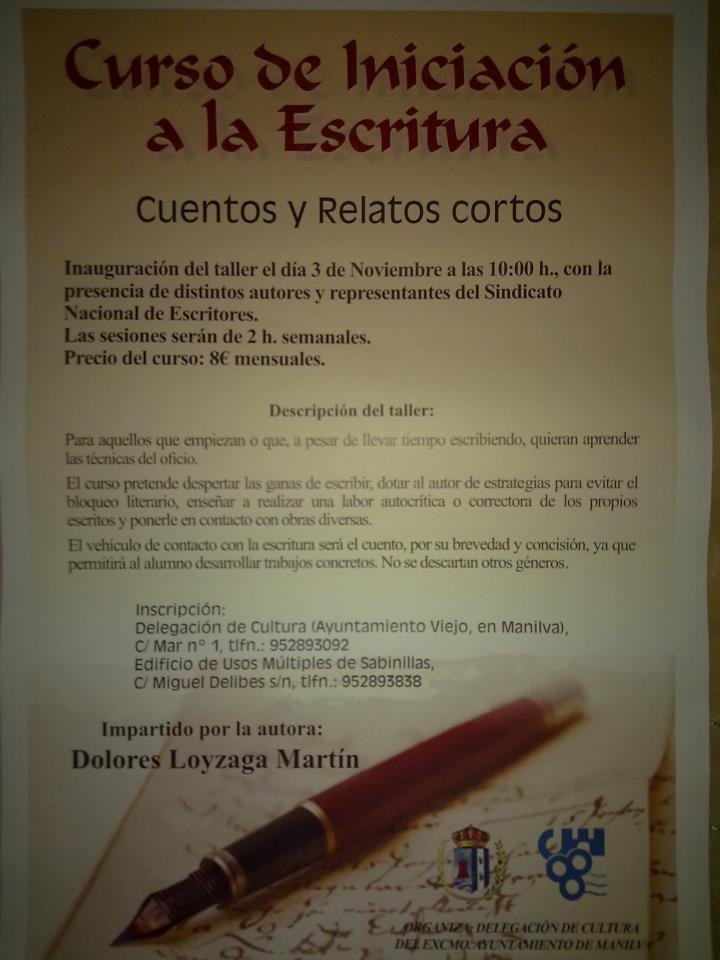 Curso de Iniciación
a la Escritura
Cuentos y Relatos cortos
Inauguración del taller el día 3 de Noviembre a las 10:00 h., con la
presencia de distintos autores y representantes del Sindicato
Nacional de Escritores.
Las sesiones serán de 2 h. semanales.
Precio del curso: 8€ mensuales.
Descripción del taller:
Para aquellos que empiezan o que, a pesar de llevar tiempo escribiendo, quieran aprender
las técnicas del oficio.
El curso pretende despertar las ganas de escribir, dotar al autor de estrategias para evitar el
bloqueo literario, enseñar a realizar una labor autocrítica o correctora de los propios
escritos y ponerle en contacto con obras diversas.
El vehículo de contacto con la escritura será el cuento, por su brevedad y concisión, ya que
permitirá al alumno desarrollar trabajos concretos. No se descartan otros géneros.
Inscripción:
Delegación de Cultura (Ayuntamiento Viejo, en Manilva),
C/ Mar nº 1, tlfn.: 952893092
Edificio de Usos Múltiples de Sabinillas,
C/ Miguel Delibes s/n, tlfn.: 952893838
Impartido por la autora:
Dolores Loyzaga Martín
ORGANIZA: DELEGACIÓN DE CULTURA
DEL EXCMO. AYUNTAMIENTO DE MANILVA